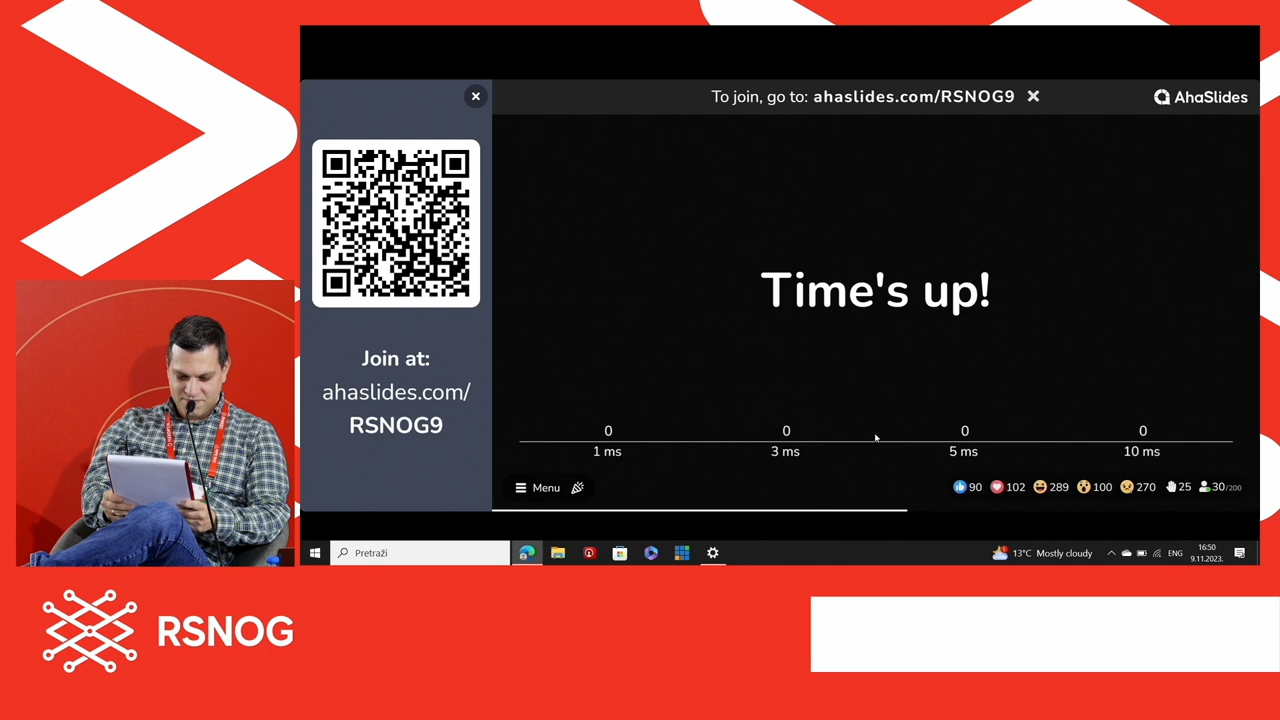 To join, go to: ahaslides.com/RSNOG9
AhaSlides
Join at:
ahaslides.com/
RSNOG9
Time's up!
0 0 0 0
1 ms 3 ms 5 ms 10 ms
Menu
90 102 289 100 270 25 30/200
Pretraži
13°C Mostly cloudy
ENG
16:50
9.11.2023.
RSNOG